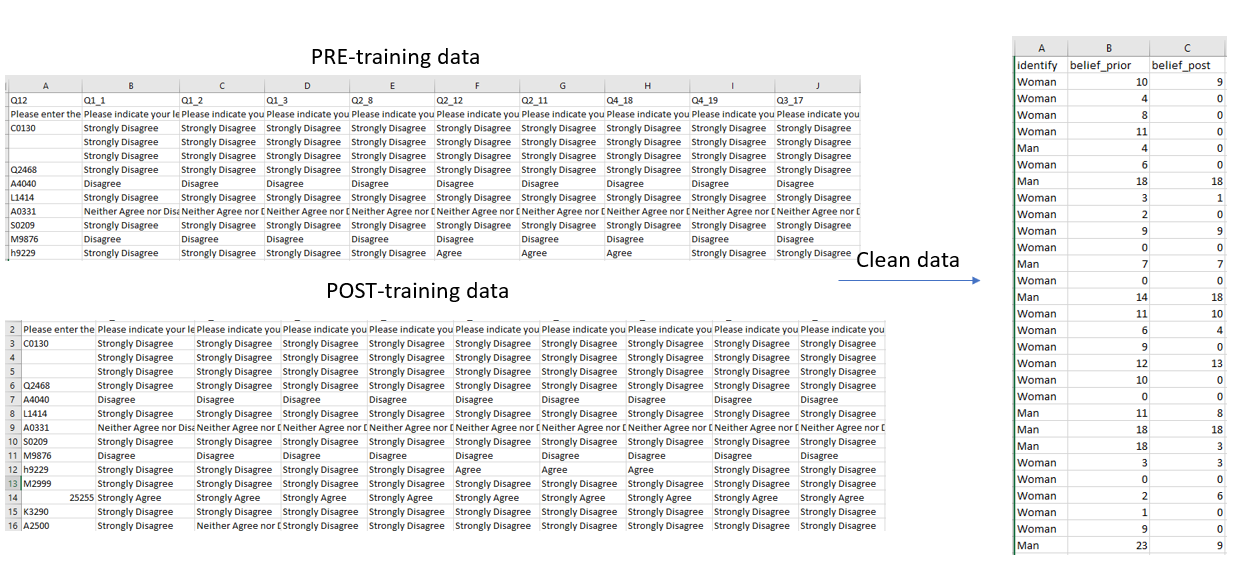 PRE-training data
A B C D E F G H I J
Q12 Q1_1 Q1_2 Q1_3 Q2_8 Q2_12 Q2_11 Q4_18 Q4_19 Q3_17
Please enter the Please indicate your le Please indicate you Please indicate you Please indicate you Please indicate you Please indicate you Please indicate you Please indicate you Please indicate you
C0130 Strongly Disagree Strongly Disagree Strongly Disagree Strongly Disagree Strongly Disagree Strongly Disagree Strongly Disagree Strongly Disagree Strongly Disagree
Strongly Disagree Strongly Disagree Strongly Disagree Strongly Disagree Strongly Disagree Strongly Disagree Strongly Disagree Strongly Disagree Strongly Disagree
Strongly Disagree Strongly Disagree Strongly Disagree Strongly Disagree Strongly Disagree Strongly Disagree Strongly Disagree Strongly Disagree Strongly Disagree
Q2468 Strongly Disagree Strongly Disagree Strongly Disagree Strongly Disagree Strongly Disagree Strongly Disagree Strongly Disagree Strongly Disagree Strongly Disagree
A4040 Disagree Disagree Disagree Disagree Disagree Disagree Disagree Disagree Disagree
L1414 Strongly Disagree Strongly Disagree Strongly Disagree Strongly Disagree Strongly Disagree Strongly Disagree Strongly Disagree Strongly Disagree Strongly Disagree
A0331 Neither Agree nor Disa Neither Agree nor D Neither Agree nor D Neither Agree nor D Neither Agree nor D Neither Agree nor D Neither Agree nor D Neither Agree nor D Neither Agree nor D
S0209 Strongly Disagree Strongly Disagree Strongly Disagree Strongly Disagree Strongly Disagree Strongly Disagree Strongly Disagree Strongly Disagree Strongly Disagree
M9876 Disagree Disagree Disagree Disagree Disagree Disagree Disagree Disagree Disagree
h9229 Strongly Disagree Strongly Disagree Strongly Disagree Strongly Disagree Agree Agree Agree Strongly Disagree Strongly Disagree
POST-training data
2 Please enter the Please indicate your le Please indicate you Please indicate you Please indicate you Please indicate you Please indicate you Please indicate you Please indicate you Please indicate you
3 C0130 Strongly Disagree Strongly Disagree Strongly Disagree Strongly Disagree Strongly Disagree Strongly Disagree Strongly Disagree Strongly Disagree Strongly Disagree
4 Strongly Disagree Strongly Disagree Strongly Disagree Strongly Disagree Strongly Disagree Strongly Disagree Strongly Disagree Strongly Disagree Strongly Disagree
5 Strongly Disagree Strongly Disagree Strongly Disagree Strongly Disagree Strongly Disagree Strongly Disagree Strongly Disagree Strongly Disagree Strongly Disagree
6 Q2468 Strongly Disagree Strongly Disagree Strongly Disagree Strongly Disagree Strongly Disagree Strongly Disagree Strongly Disagree Strongly Disagree Strongly Disagree
7 A4040 Disagree Disagree Disagree Disagree Disagree Disagree Disagree Disagree Disagree
8 L1414 Strongly Disagree Strongly Disagree Strongly Disagree Strongly Disagree Strongly Disagree Strongly Disagree Strongly Disagree Strongly Disagree Strongly Disagree
9 A0331 Neither Agree nor Disa Neither Agree nor D Neither Agree nor D Neither Agree nor D Neither Agree nor D Neither Agree nor D Neither Agree nor D Neither Agree nor D Neither Agree nor D
10 S0209 Strongly Disagree Strongly Disagree Strongly Disagree Strongly Disagree Strongly Disagree Strongly Disagree Strongly Disagree Strongly Disagree Strongly Disagree
11 M9876 Disagree Disagree Disagree Disagree Disagree Disagree Disagree Disagree Disagree
12 h9229 Strongly Disagree Strongly Disagree Strongly Disagree Strongly Disagree Agree Agree Agree Strongly Disagree Strongly Disagree
13 M2999 Strongly Disagree Strongly Disagree Strongly Disagree Strongly Disagree Strongly Disagree Strongly Disagree Strongly Disagree Strongly Disagree Strongly Disagree
14 25255 Strongly Agree Strongly Agree Strongly Agree Strongly Agree Strongly Agree Strongly Agree Strongly Agree Strongly Agree Strongly Agree
15 K3290 Strongly Disagree Strongly Disagree Strongly Disagree Strongly Disagree Strongly Disagree Strongly Disagree Strongly Disagree Strongly Disagree Strongly Disagree
16 A2500 Strongly Disagree Neither Agree nor D Strongly Disagree Strongly Disagree Strongly Disagree Strongly Disagree Strongly Disagree Strongly Disagree Strongly Disagree
Clean data
A B C
identify belief_prior belief_post
Woman 10 9
Woman 4 0
Woman 8 0
Woman 11 0
Man 4 0
Woman 6 0
Man 18 18
Woman 3 1
Woman 2 0
Woman 9 9
Woman 0 0
Man 7 7
Woman 0 0
Man 14 18
Woman 11 10
Woman 6 4
Woman 9 0
Woman 12 13
Woman 10 0
Woman 0 0
Man 11 8
Man 18 18
Man 18 3
Woman 3 3
Woman 0 0
Woman 2 6
Woman 1 0
Woman 9 0
Man 23 9